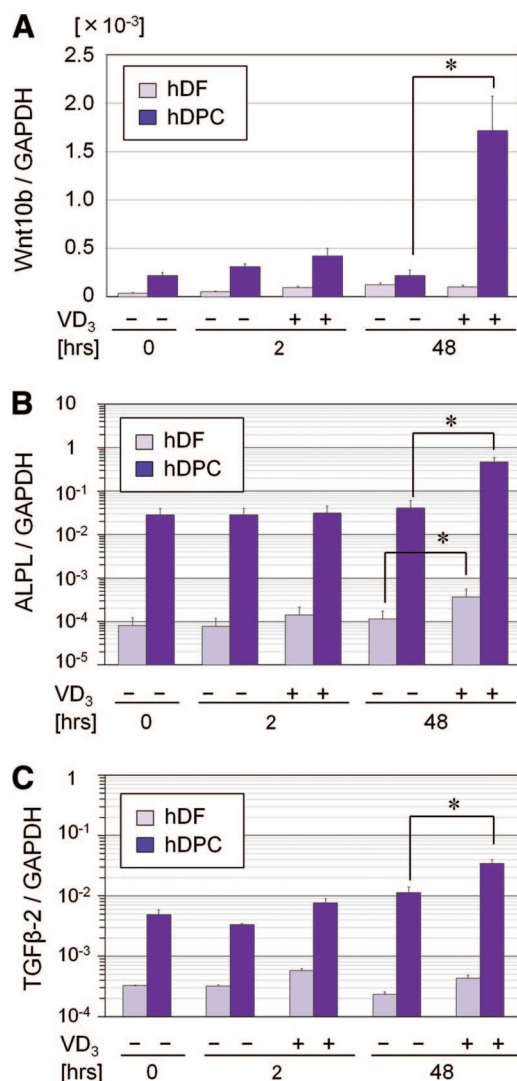 A
[×10-3]
Wnt10b / GAPDH
2.5
2.0
1.5
1.0
0.5
0
hDF
hDPC
*
VD3 − − − − + + − − + +
[hrs] 0 2 48
B
ALPL / GAPDH
10
1
10-1
10-2
10-3
10-4
10-5
hDF
hDPC
*
*
VD3 − − − − + + − − + +
[hrs] 0 2 48
C
TGFβ-2 / GAPDH
1
10-1
10-2
10-3
10-4
hDF
hDPC
*
VD3 − − − − + + − − + +
[hrs] 0 2 48